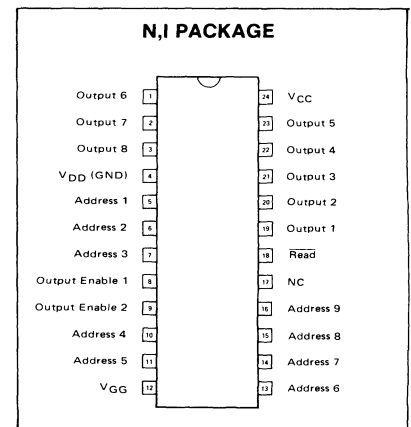 N,I PACKAGE
Output 6 1 24 VCC
Output 7 2 23 Output 5
Output 8 3 22 Output 4
VDD (GND) 4 21 Output 3
Address 1 5 20 Output 2
Address 2 6 19 Output 1
Address 3 7 18 Read
Output Enable 1 8 17 NC
Output Enable 2 9 16 Address 9
Address 4 10 15 Address 8
Address 5 11 14 Address 7
VGG 12 13 Address 6